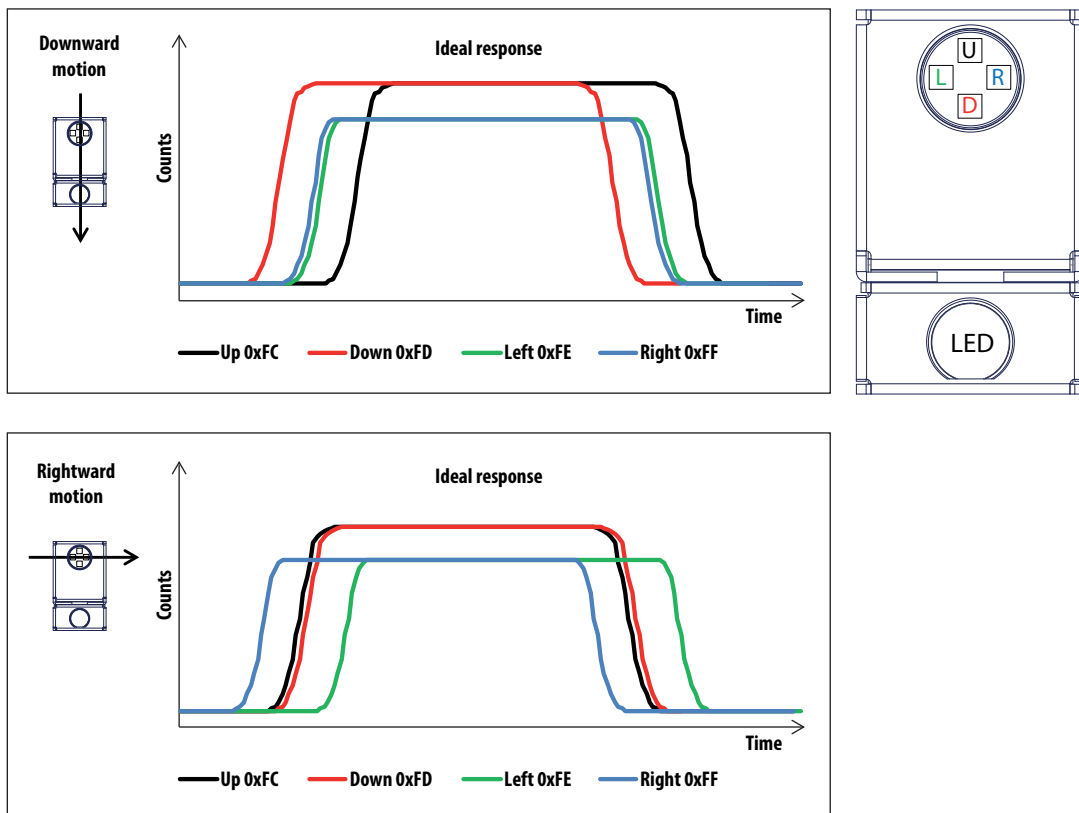 Downward
motion
Ideal response
Counts
Time
Up 0xFC Down 0xFD Left 0xFE Right 0xFF
U
L R
D
LED
Rightward
motion
Ideal response
Counts
Time
Up 0xFC Down 0xFD Left 0xFE Right 0xFF